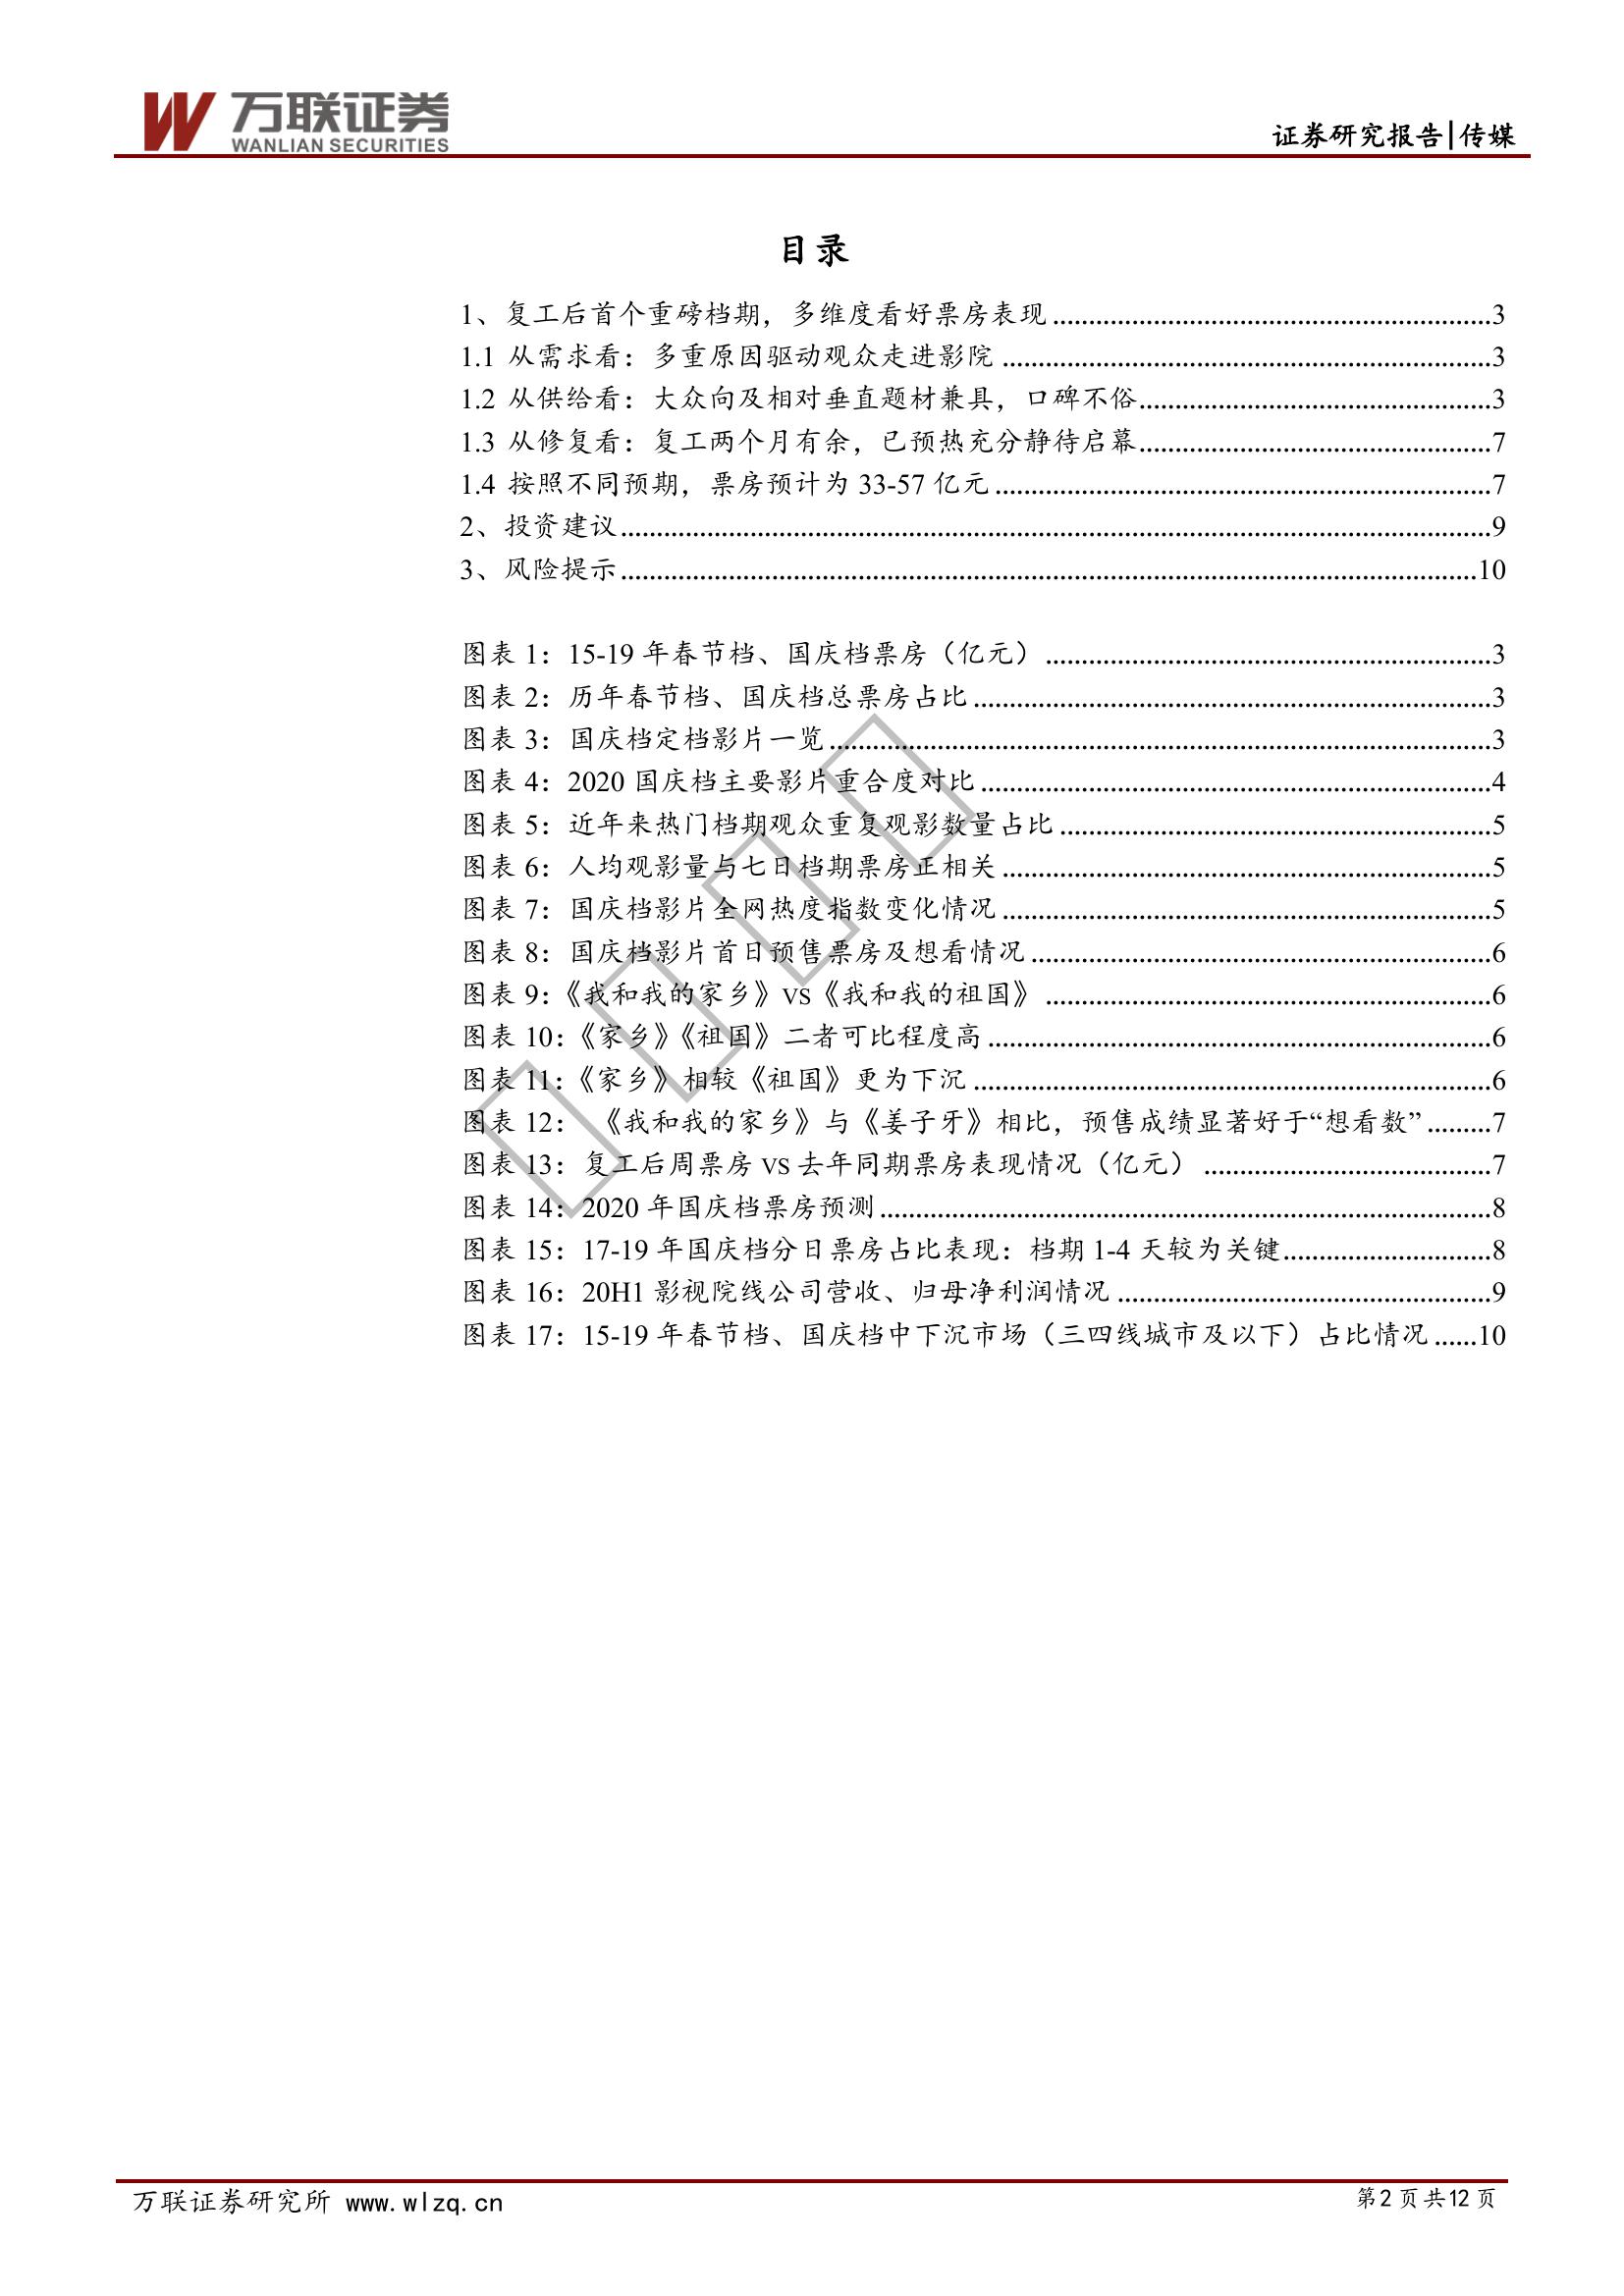 万联证券
WANLIAN SECURITIES
证券研究报告|传媒
目录
1、复工后首个重磅档期，多维度看好票房表现 3
1.1 从需求看：多重原因驱动观众走进影院 3
1.2 从供给看：大众向及相对垂直题材兼具，口碑不俗 3
1.3 从修复看：复工两个月有余，已预热充分静待启幕 7
1.4 按照不同预期，票房预计为 33-57 亿元 7
2、投资建议 9
3、风险提示 10
图表 1：15-19 年春节档、国庆档票房（亿元） 3
图表 2：历年春节档、国庆档总票房占比 3
图表 3：国庆档定档影片一览 3
图表 4：2020 国庆档主要影片重合度对比 4
图表 5：近年来热门档期观众重复观影数量占比 5
图表 6：人均观影量与七日档期票房正相关 5
图表 7：国庆档影片全网热度指数变化情况 5
图表 8：国庆档影片首日预售票房及想看情况 6
图表 9：《我和我的家乡》VS《我和我的祖国》 6
图表 10：《家乡》《祖国》二者可比程度高 6
图表 11：《家乡》相较《祖国》更为下沉 6
图表 12： 《我和我的家乡》与《姜子牙》相比，预售成绩显著好于“想看数” 7
图表 13：复工后周票房 VS 去年同期票房表现情况（亿元） 7
图表 14：2020 年国庆档票房预测 8
图表 15：17-19 年国庆档分日票房占比表现：档期 1-4 天较为关键 8
图表 16：20H1 影视院线公司营收、归母净利润情况 9
图表 17：15-19 年春节档、国庆档中下沉市场（三四线城市及以下）占比情况 10
万联证券研究所 www.wlzq.cn
第 2 页 共 12 页